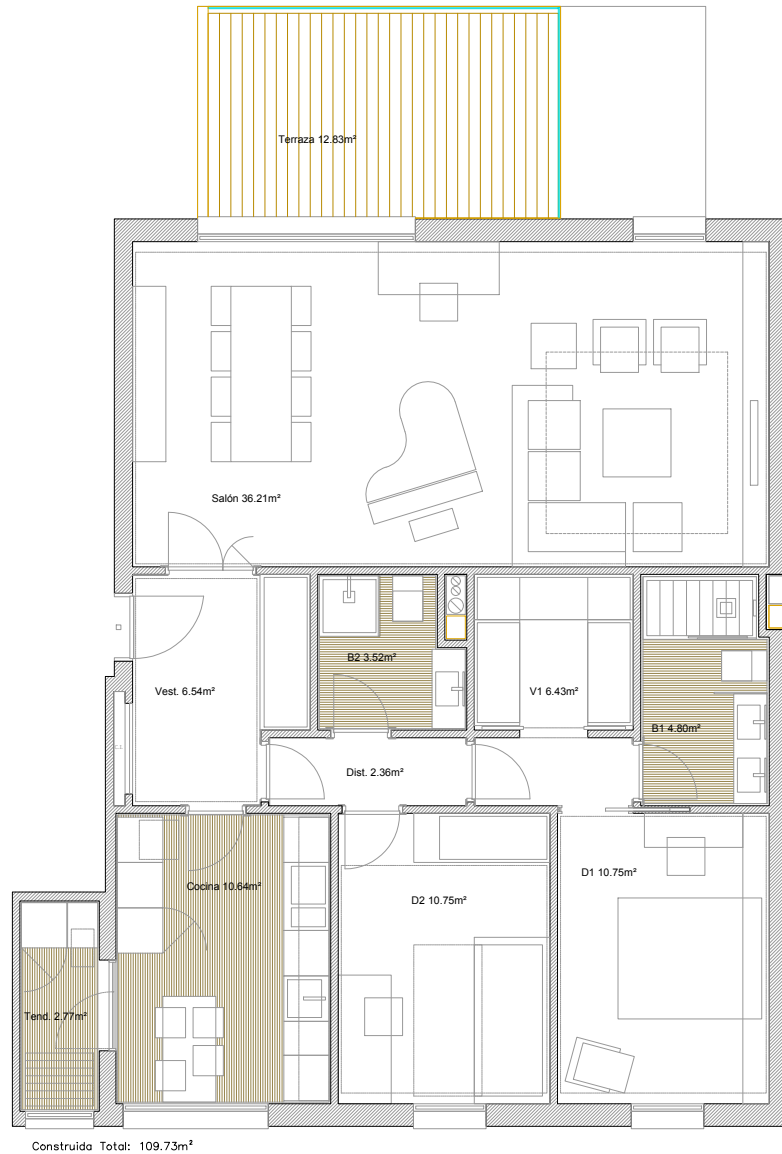 Terraza 12.83m²
Salón 36.21m²
B2 3.52m²
Vest. 6.54m²
V1 6.43m²
B1 4.80m²
Dist. 2.36m²
Cocina 10.64m²
D2 10.75m²
D1 10.75m²
Tend. 2.77m²
Construida Total: 109.73m²